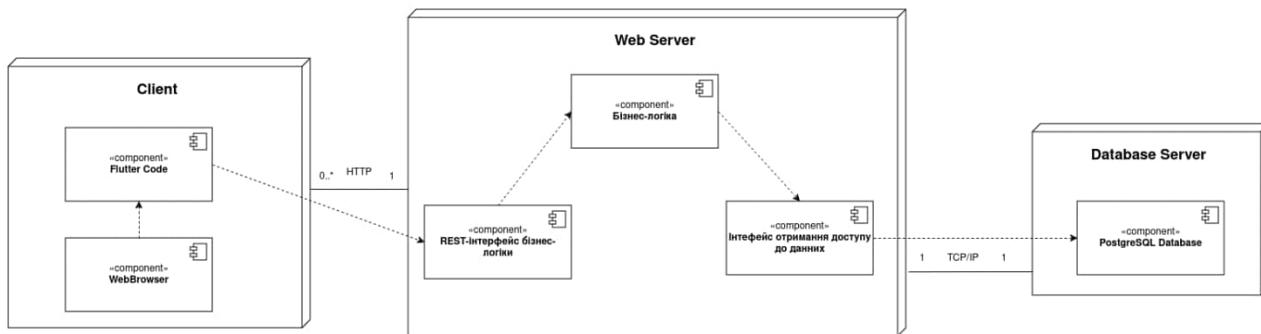 Client
«component»
Flutter Code
«component»
WebBrowser
0..* HTTP 1
Web Server
«component»
Бізнес-логіка
«component»
REST-інтерфейс бізнес-
логіки
«component»
Інтефейс отримання доступу
до данних
1 TCP/IP 1
Database Server
«component»
PostgreSQL Database